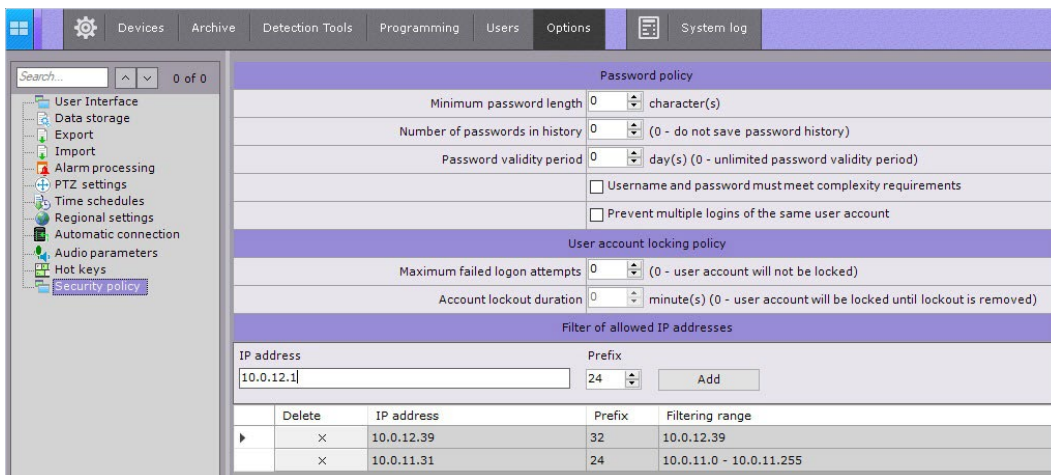 Devices Archive Detection Tools Programming Users Options System log
Search... 0 of 0
User Interface
Data storage
Export
Import
Alarm processing
PTZ settings
Time schedules
Regional settings
Automatic connection
Audio parameters
Hot keys
Security policy
Password policy
Minimum password length 0 character(s)
Number of passwords in history 0 (0 - do not save password history)
Password validity period 0 day(s) (0 - unlimited password validity period)
Username and password must meet complexity requirements
Prevent multiple logins of the same user account
User account locking policy
Maximum failed logon attempts 0 (0 - user account will not be locked)
Account lockout duration 0 minute(s) (0 - user account will be locked until lockout is removed)
Filter of allowed IP addresses
IP address Prefix
10.0.12.1 24 Add
Delete IP address Prefix Filtering range
10.0.12.39 32 10.0.12.39
10.0.11.31 24 10.0.11.0 - 10.0.11.255